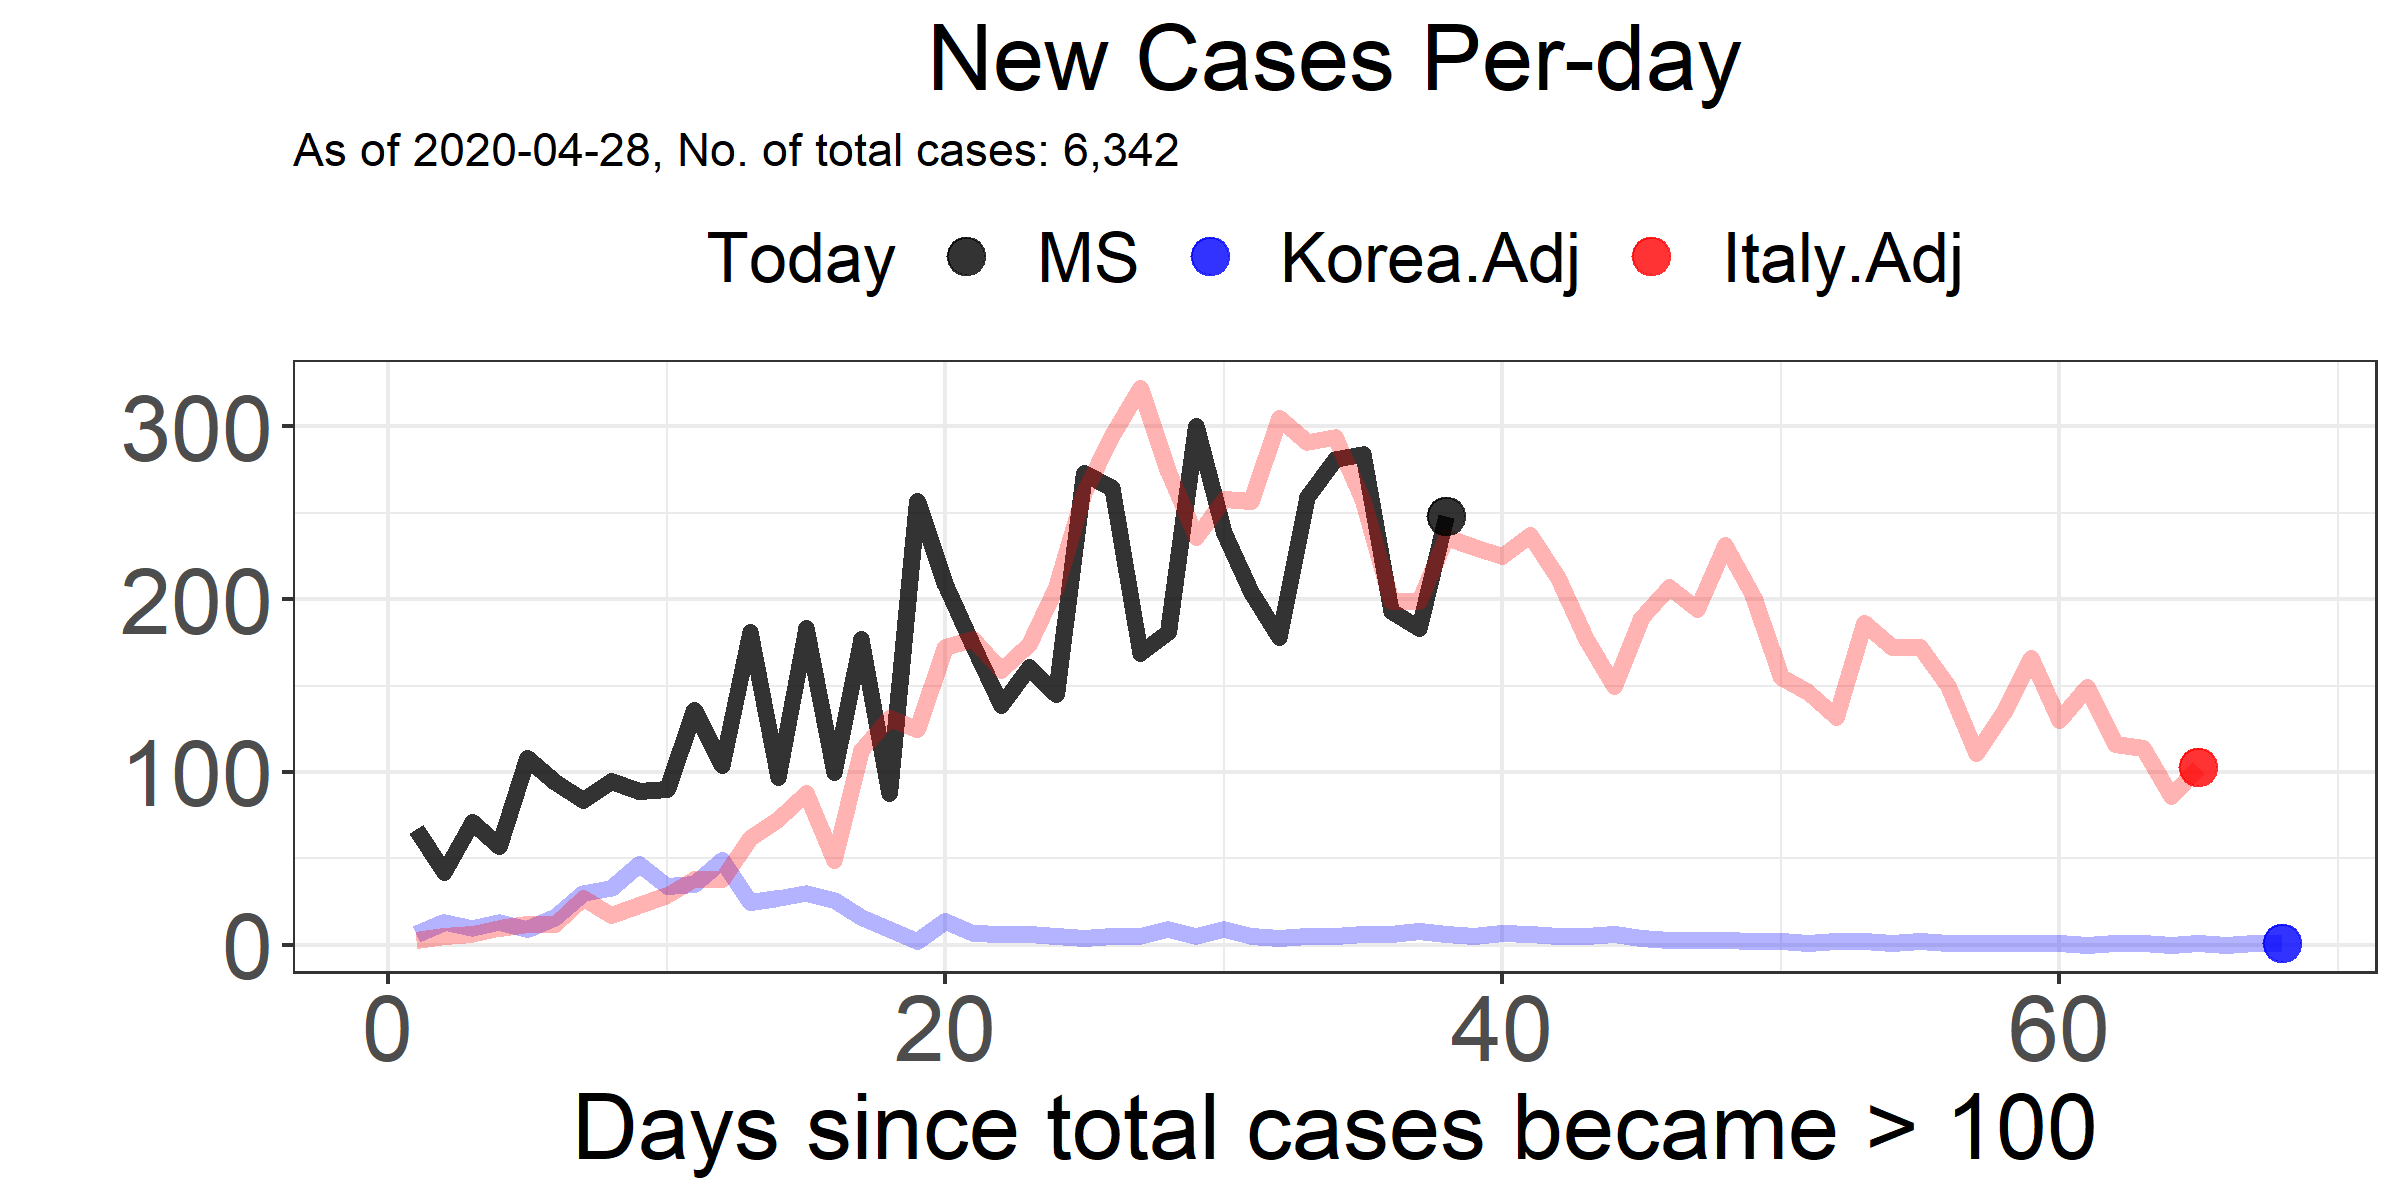 New Cases Per-day
As of 2020-04-28, No. of total cases: 6,342
Today MS Korea.Adj Italy.Adj
300
200
100
0
0 20 40 60
Days since total cases became > 100